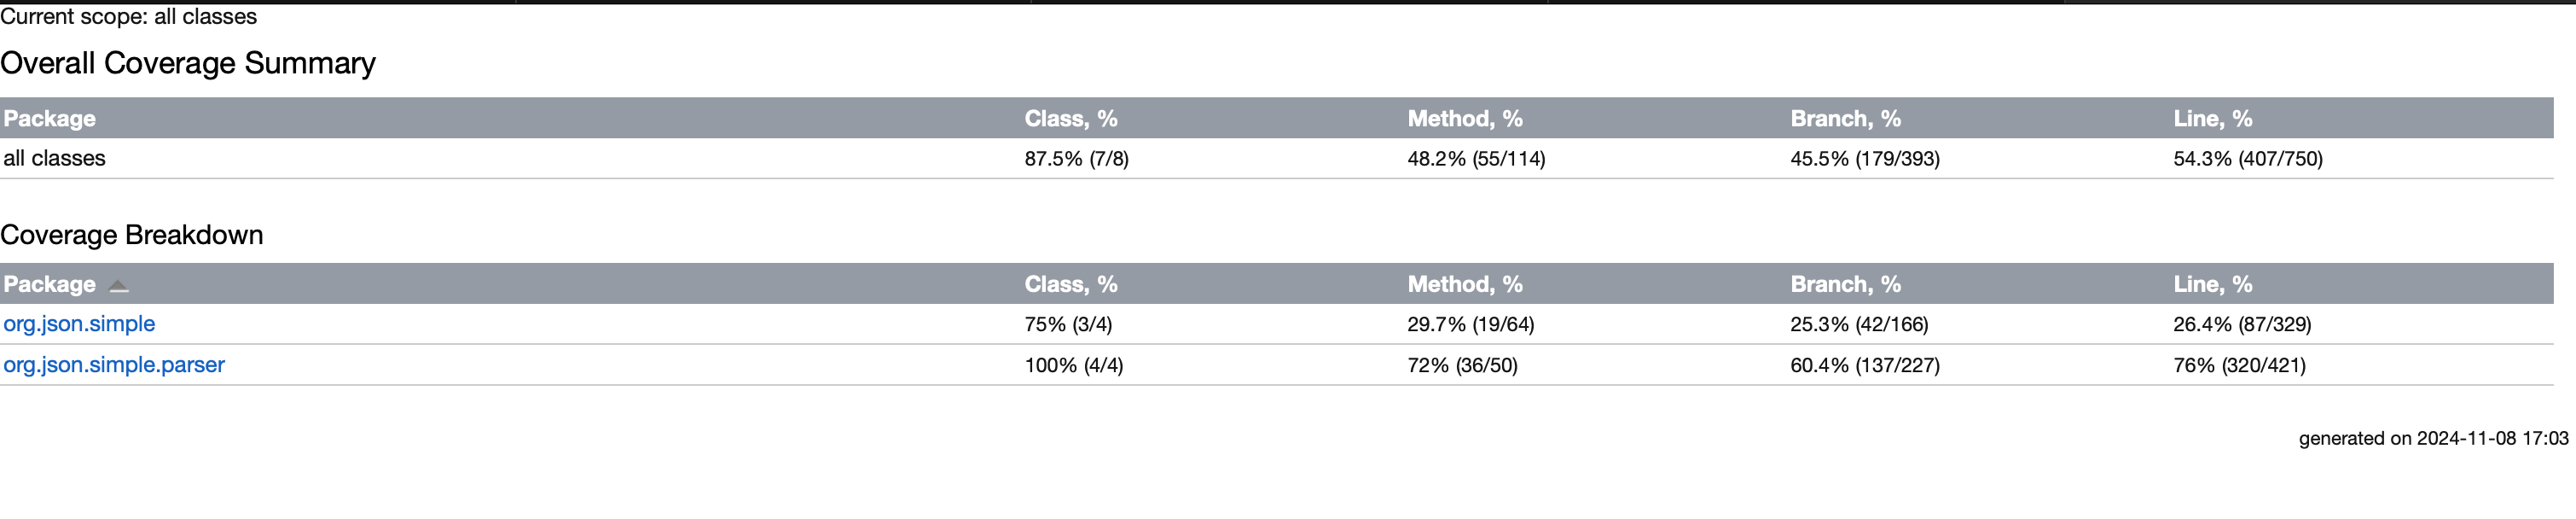 Current scope: all classes
Overall Coverage Summary
Package Class, % Method, % Branch, % Line, %
all classes 87.5% (7/8) 48.2% (55/114) 45.5% (179/393) 54.3% (407/750)
Coverage Breakdown
Package Class, % Method, % Branch, % Line, %
org.json.simple 75% (3/4) 29.7% (19/64) 25.3% (42/166) 26.4% (87/329)
org.json.simple.parser 100% (4/4) 72% (36/50) 60.4% (137/227) 76% (320/421)
generated on 2024-11-08 17:03